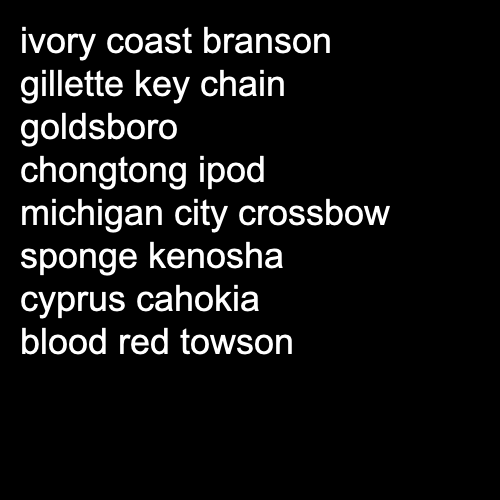 ivory coast branson
gillette key chain
goldsboro
chongtong ipod
michigan city crossbow
sponge kenosha
cyprus cahokia
blood red towson